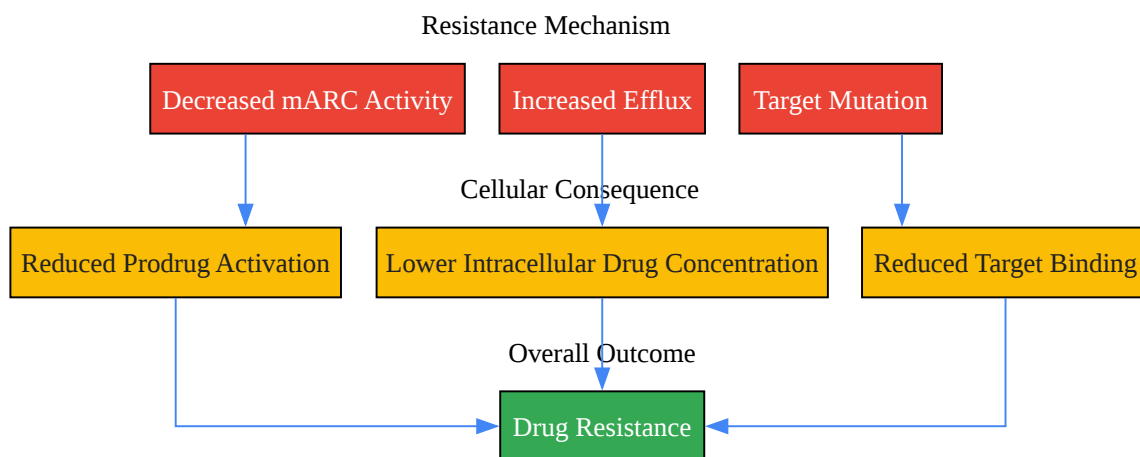 Resistance Mechanism
Decreased mARC Activity
Increased Efflux
Target Mutation
Cellular Consequence
Reduced Prodrug Activation
Lower Intracellular Drug Concentration
Reduced Target Binding
Overall Outcome
Drug Resistance